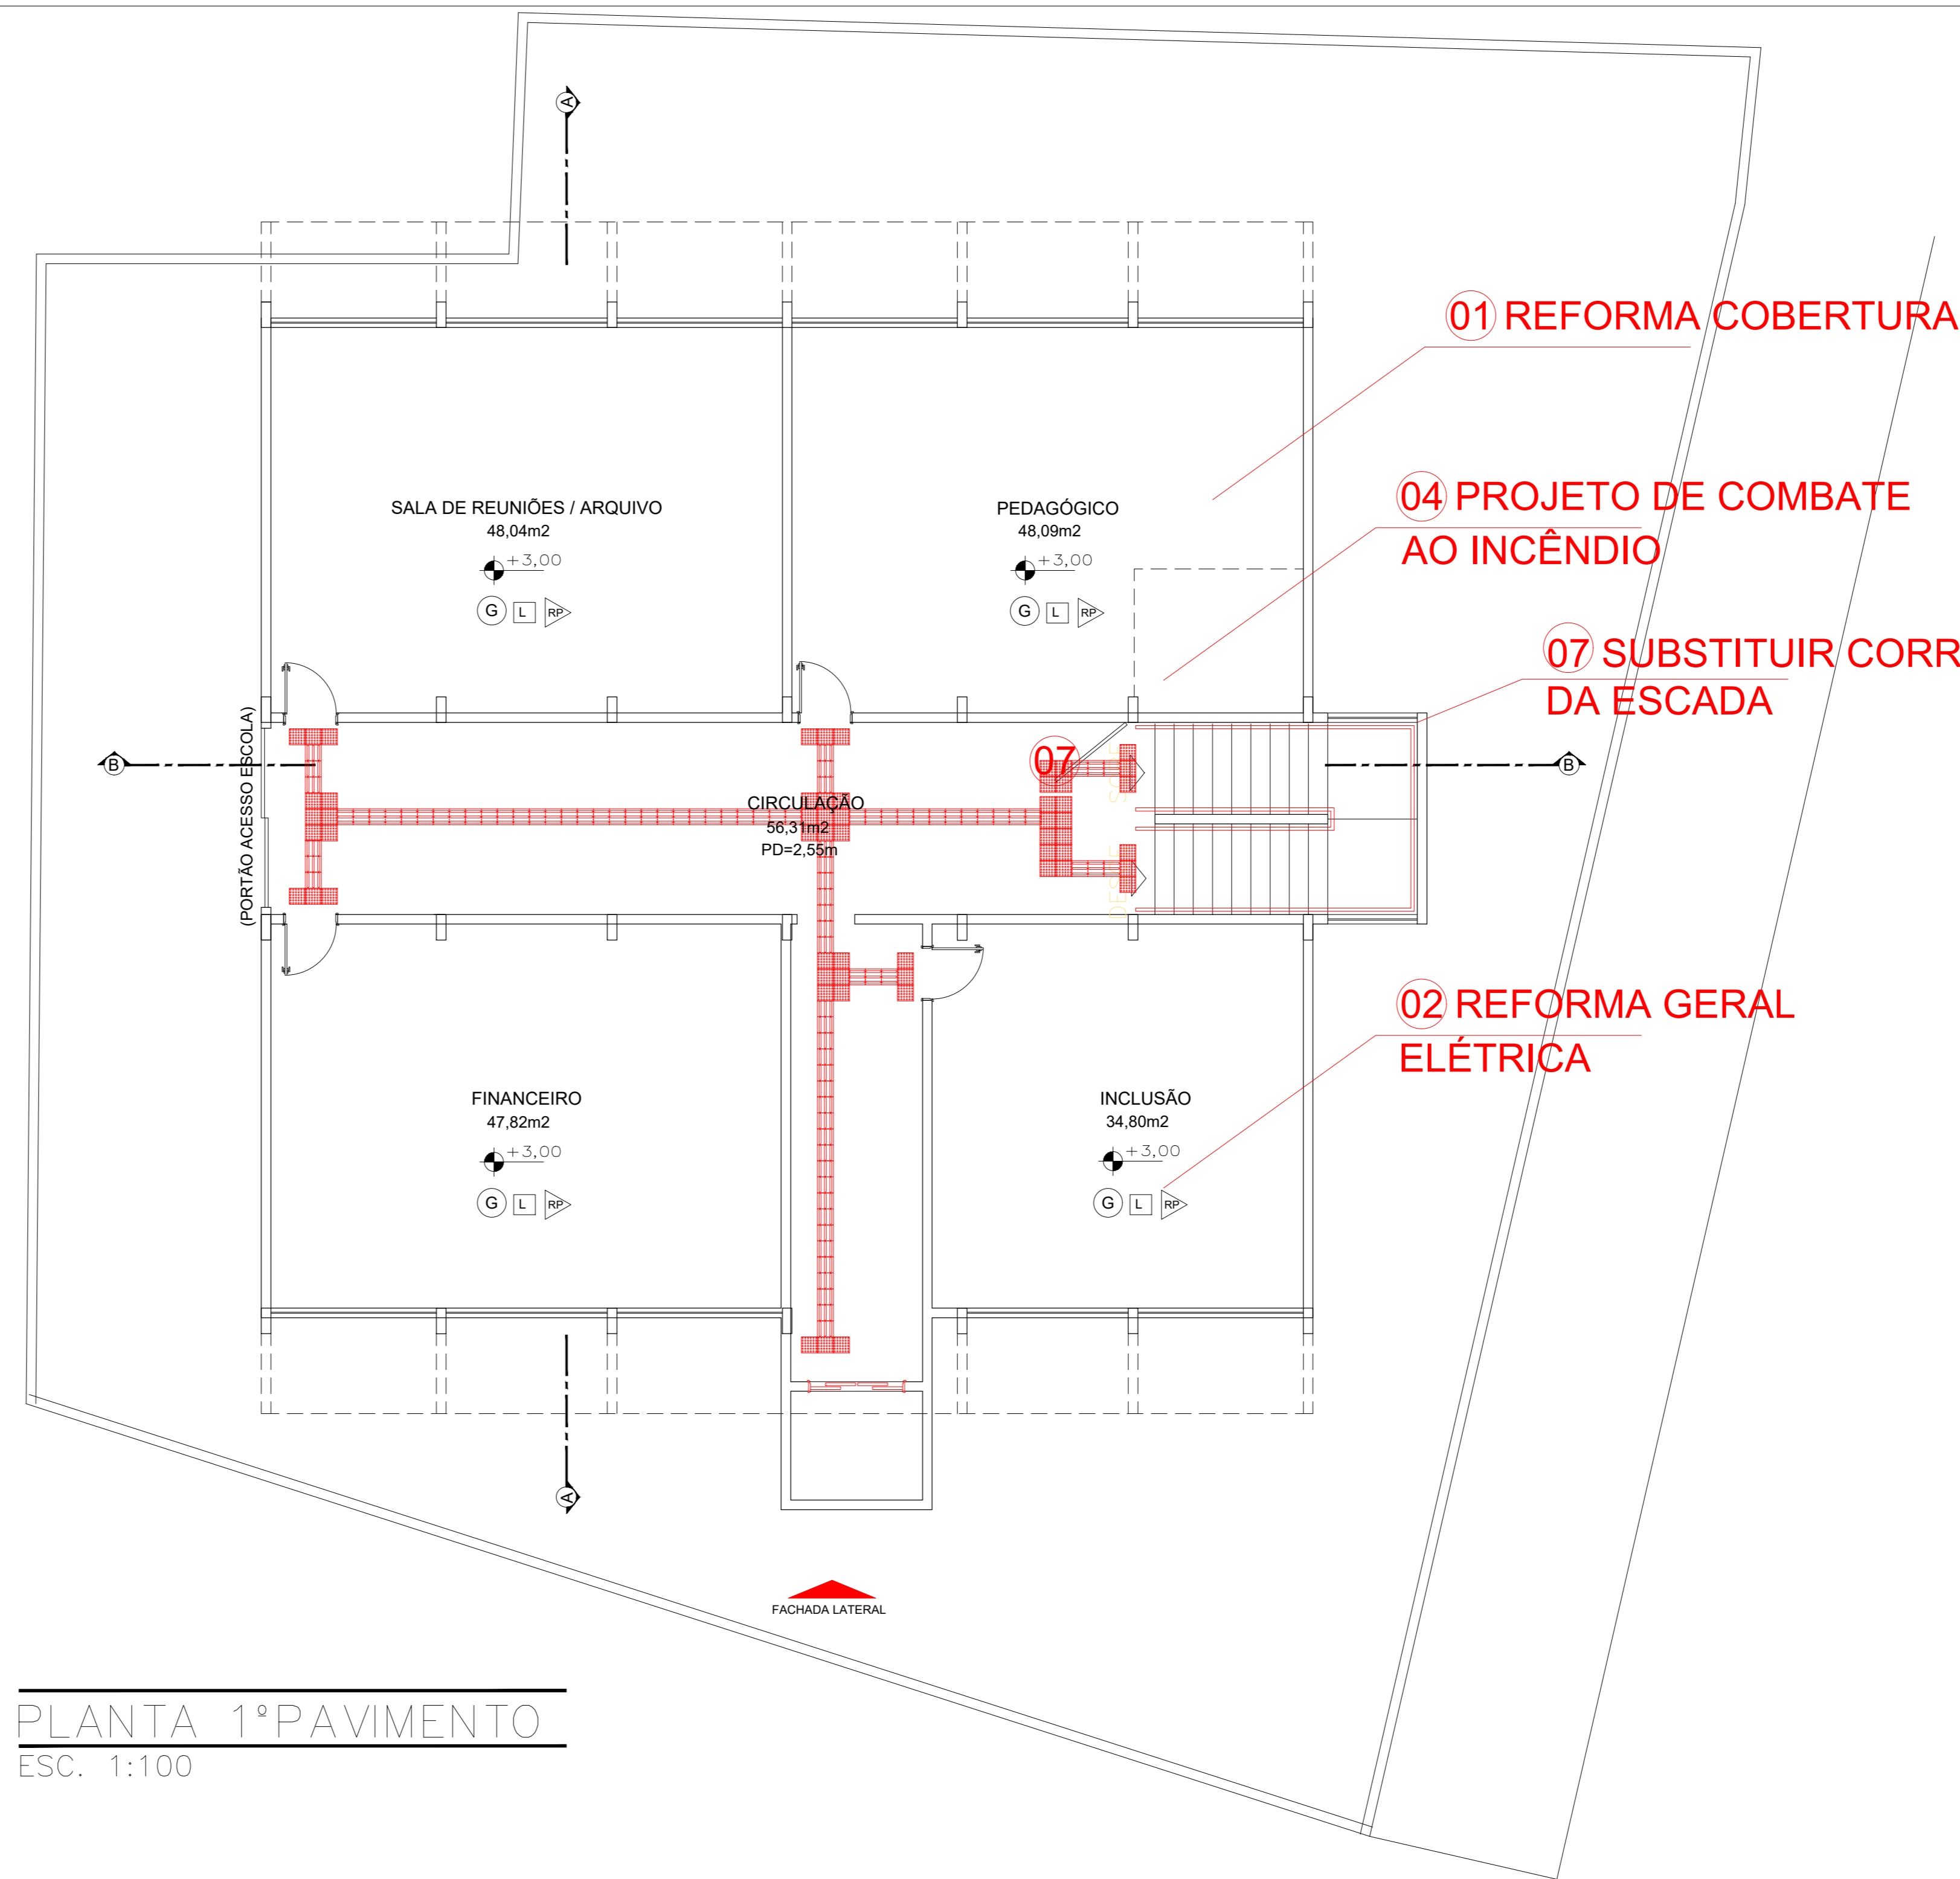 A
01 REFORMA COBERTURA
SALA DE REUNIÕES / ARQUIVO
48,04m2
+3,00
G L RP
PEDAGÓGICO
48,09m2
+3,00
G L RP
04 PROJETO DE COMBATE
AO INCÊNDIO
07 SUBSTITUIR CORR
DA ESCADA
(PORTÃO ACESSO ESCOLA)
B
07
B
CIRCULAÇÃO
56,31m2
PD=2,55m
SOBE
DESCE
02 REFORMA GERAL
ELÉTRICA
FINANCEIRO
47,82m2
+3,00
G L RP
INCLUSÃO
34,80m2
+3,00
G L RP
A
FACHADA LATERAL
PLANTA 1ºPAVIMENTO
ESC. 1:100